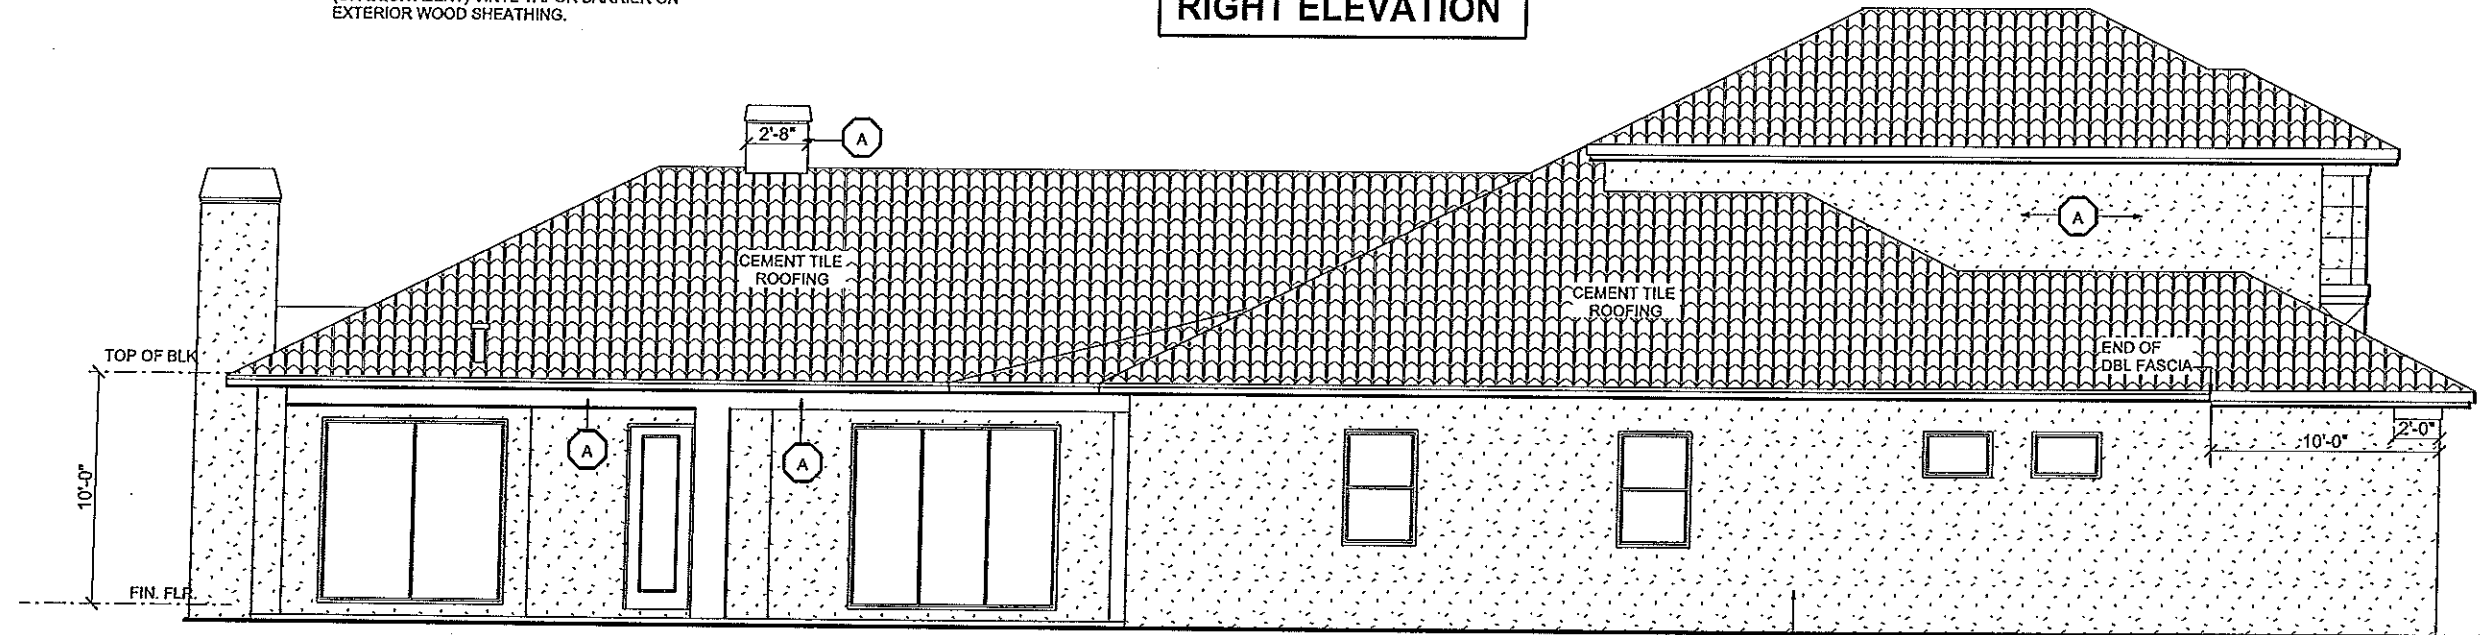 EXTERIOR WOOD SHEATHING.
RIGHT ELEVATION
2'-8"
A
A
CEMENT TILE
ROOFING
CEMENT TILE
ROOFING
TOP OF BLK
END OF
DBL FASCIA
A
A
10'-0"
2'-0"
10'-0"
FIN. FLR.